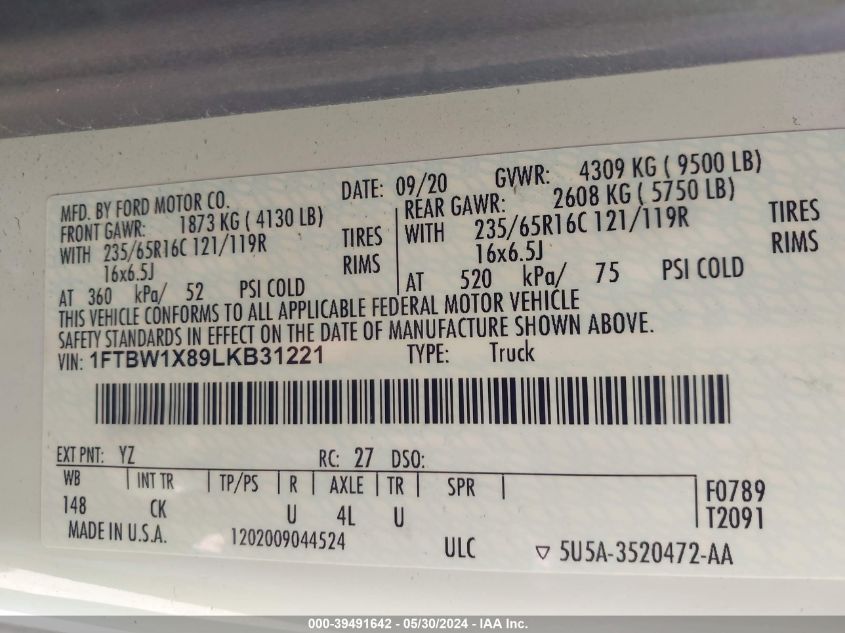 MFD. BY FORD MOTOR CO. DATE: 09/20 GVWR: 4309 KG ( 9500 LB)
FRONT GAWR: 1873 KG ( 4130 LB) REAR GAWR: 2608 KG ( 5750 LB)
WITH 235/65R16C 121/119R TIRES WITH 235/65R16C 121/119R TIRES
16x6.5J RIMS 16x6.5J RIMS
AT 360 kPa/ 52 PSI COLD AT 520 kPa/ 75 PSI COLD
THIS VEHICLE CONFORMS TO ALL APPLICABLE FEDERAL MOTOR VEHICLE
SAFETY STANDARDS IN EFFECT ON THE DATE OF MANUFACTURE SHOWN ABOVE.
VIN: 1FTBW1X89LKB31221 TYPE: Truck
EXT PNT: YZ RC: 27 DSO:
WB INT TR TP/PS R AXLE TR SPR F0789
148 CK U 4L U T2091
MADE IN U.S.A. 1202009044524 ULC ▽ 5U5A-3520472-AA
000-39491642 - 05/30/2024 - IAA Inc.